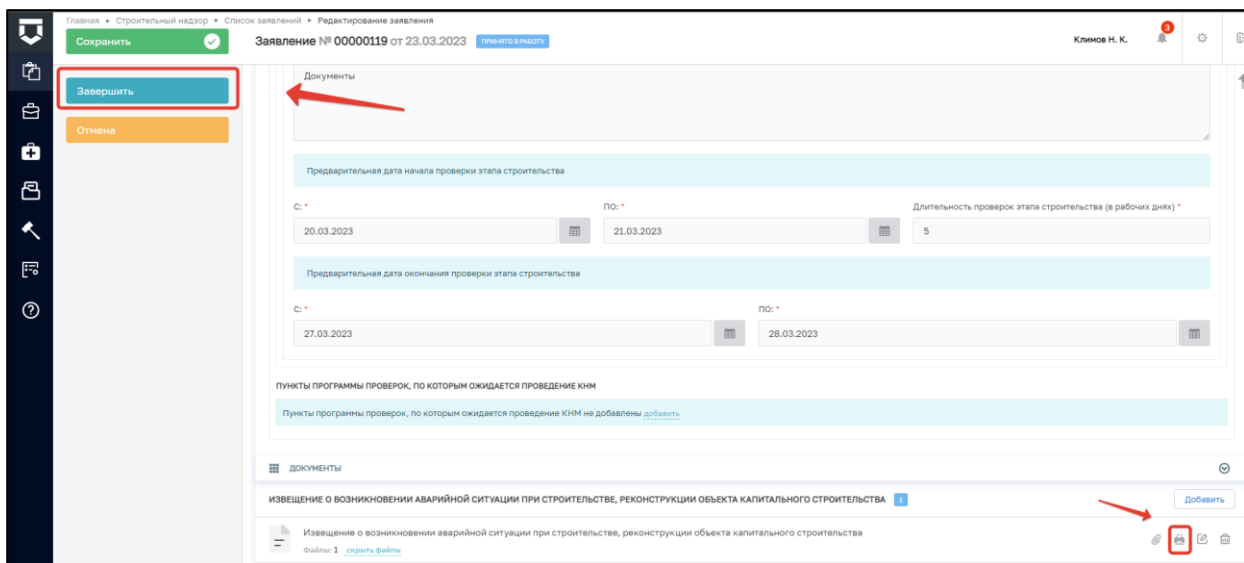 Главная ▸ Строительный надзор ▸ Список заявлений ▸ Редактирование заявления
Сохранить
Заявление № 00000119 от 23.03.2023 ПРИНЯТО В РАБОТУ
Климов Н. К.
3
Завершить
Отмена
Документы
Предварительная дата начала проверки этапа строительства
С: *
ПО: *
Длительность проверок этапа строительства (в рабочих днях) *
20.03.2023
21.03.2023
5
Предварительная дата окончания проверки этапа строительства
С: *
ПО: *
27.03.2023
28.03.2023
ПУНКТЫ ПРОГРАММЫ ПРОВЕРОК, ПО КОТОРЫМ ОЖИДАЕТСЯ ПРОВЕДЕНИЕ КНМ
Пункты программы проверок, по которым ожидается проведение КНМ не добавлены добавить
ДОКУМЕНТЫ
ИЗВЕЩЕНИЕ О ВОЗНИКНОВЕНИИ АВАРИЙНОЙ СИТУАЦИИ ПРИ СТРОИТЕЛЬСТВЕ, РЕКОНСТРУКЦИИ ОБЪЕКТА КАПИТАЛЬНОГО СТРОИТЕЛЬСТВА 1
Добавить
Извещение о возникновении аварийной ситуации при строительстве, реконструкции объекта капитального строительства
Файлы: 1 скрыть файлы